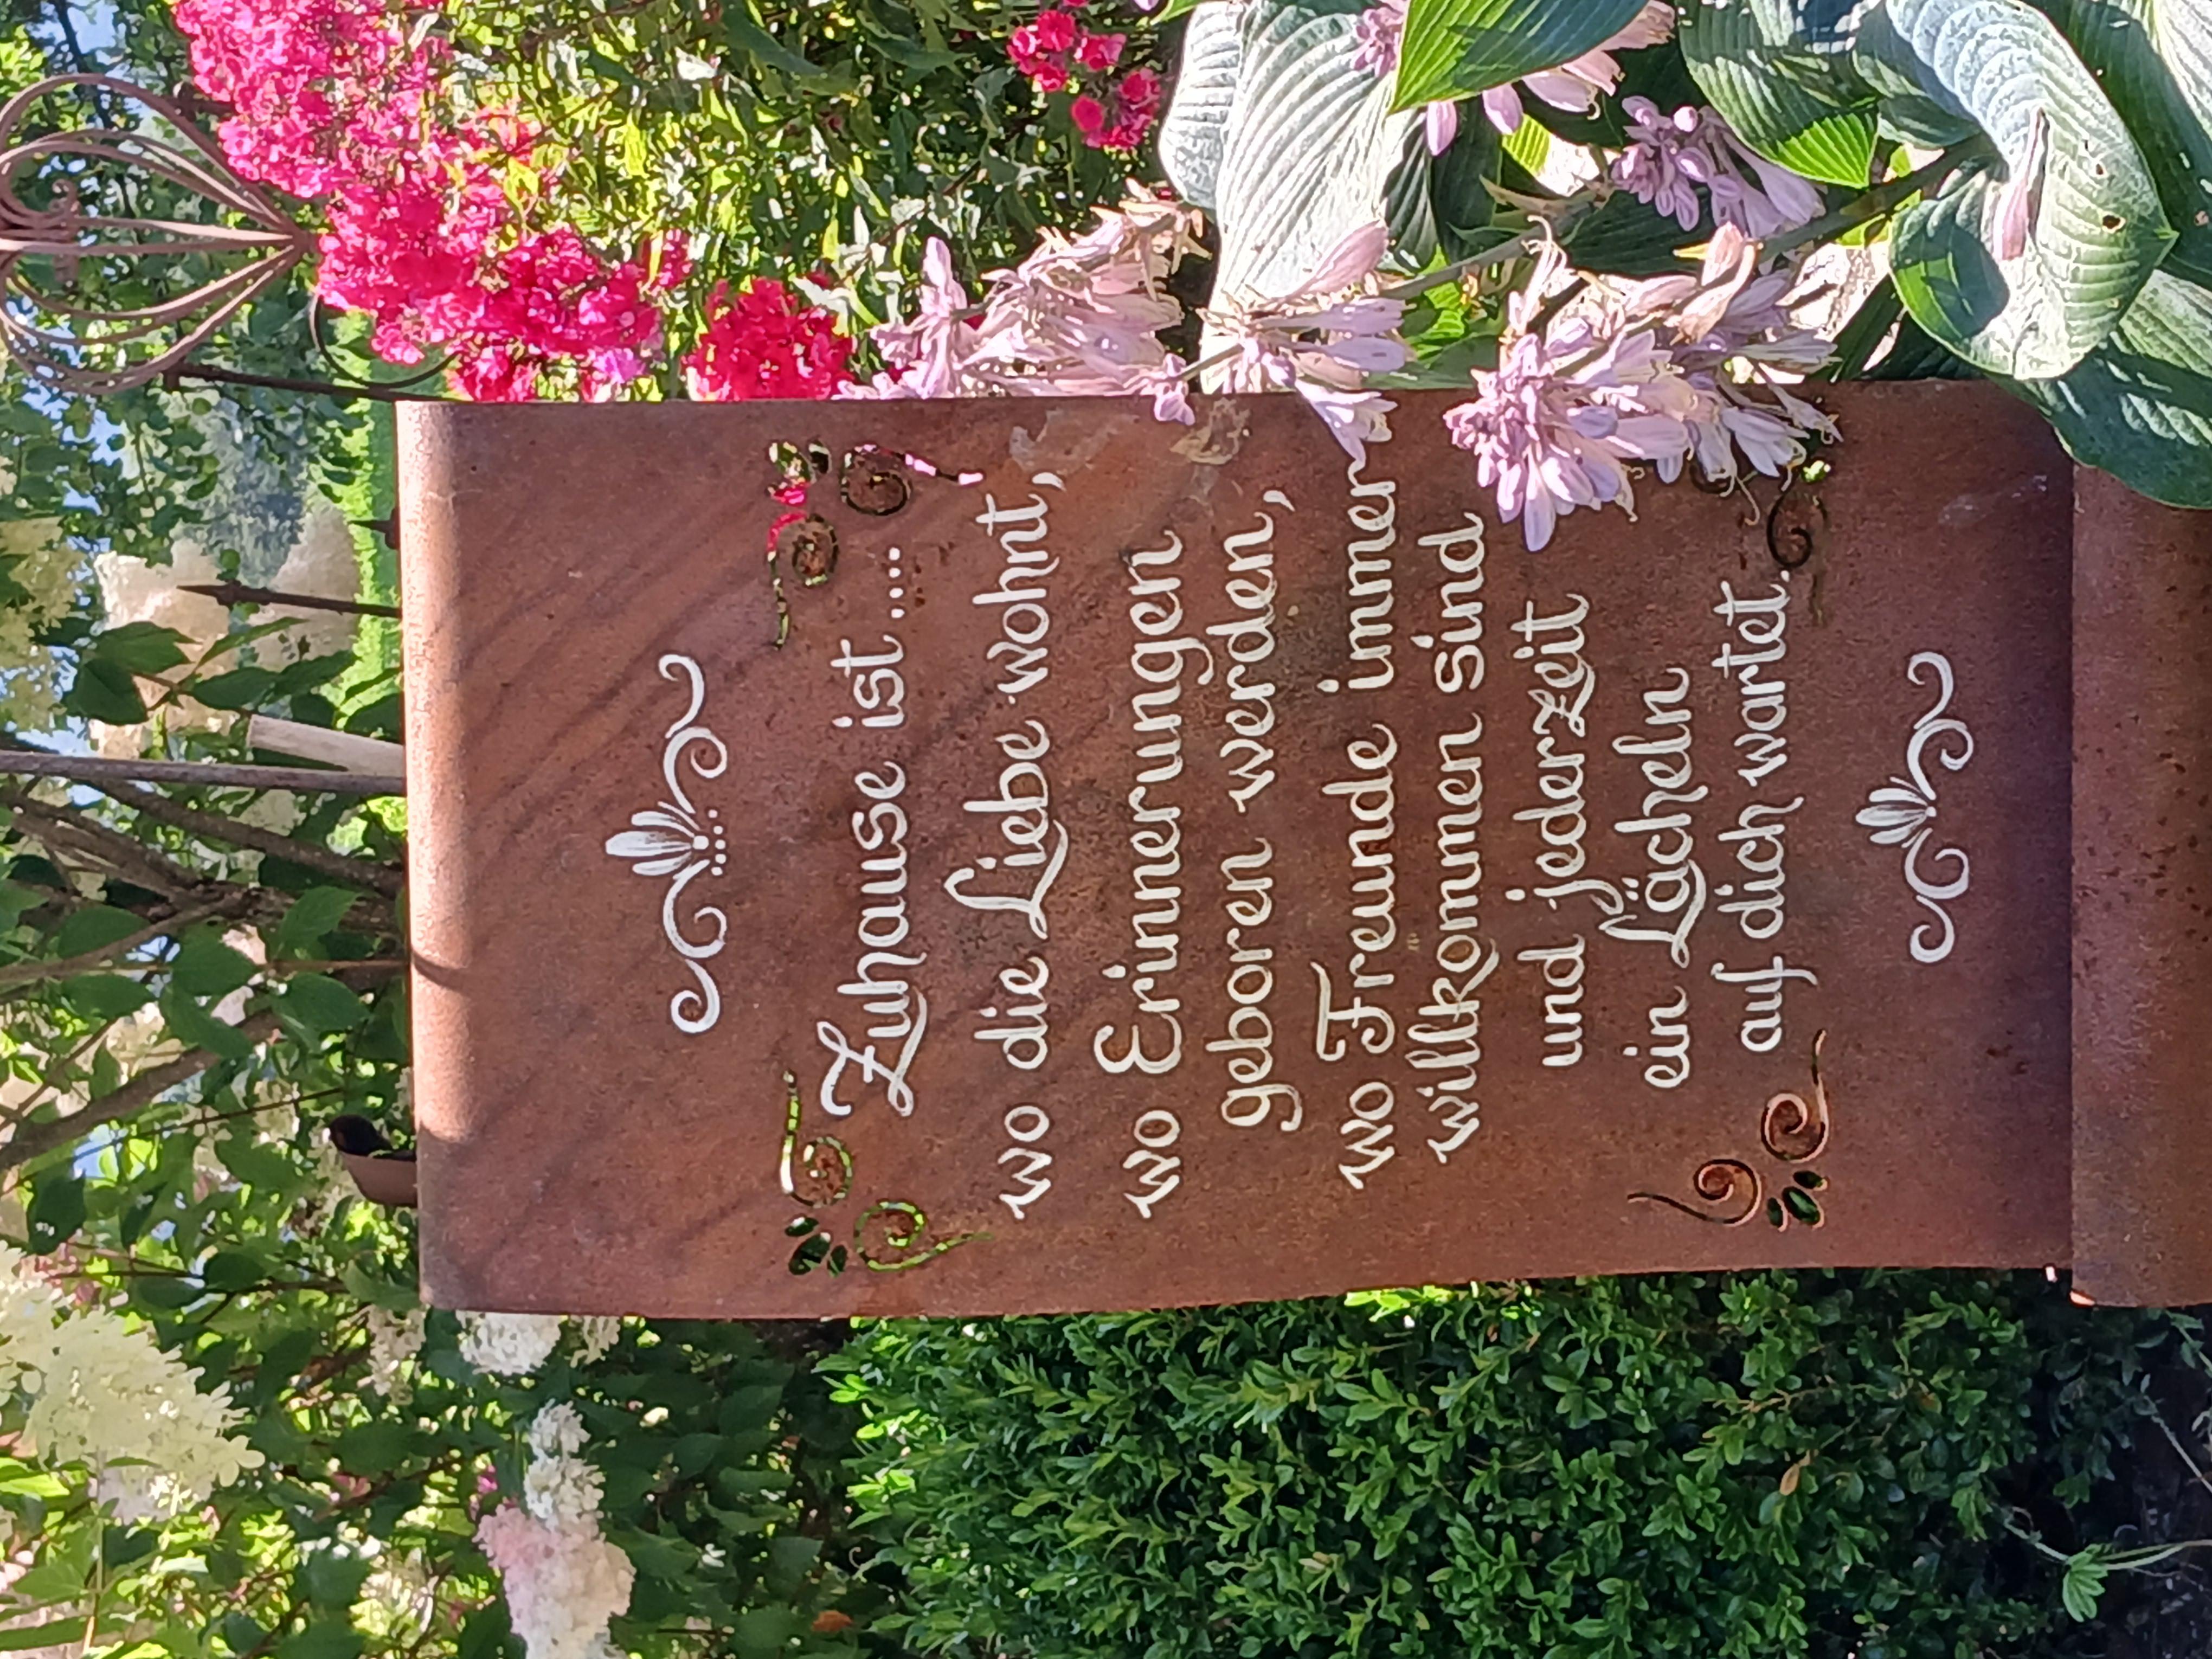 Zuhause ist....
wo die Liebe wohnt,
wo Erinnerungen
geboren werden,
wo Freunde immer
willkommen sind
und jederzeit
ein Lächeln
auf dich wartet.